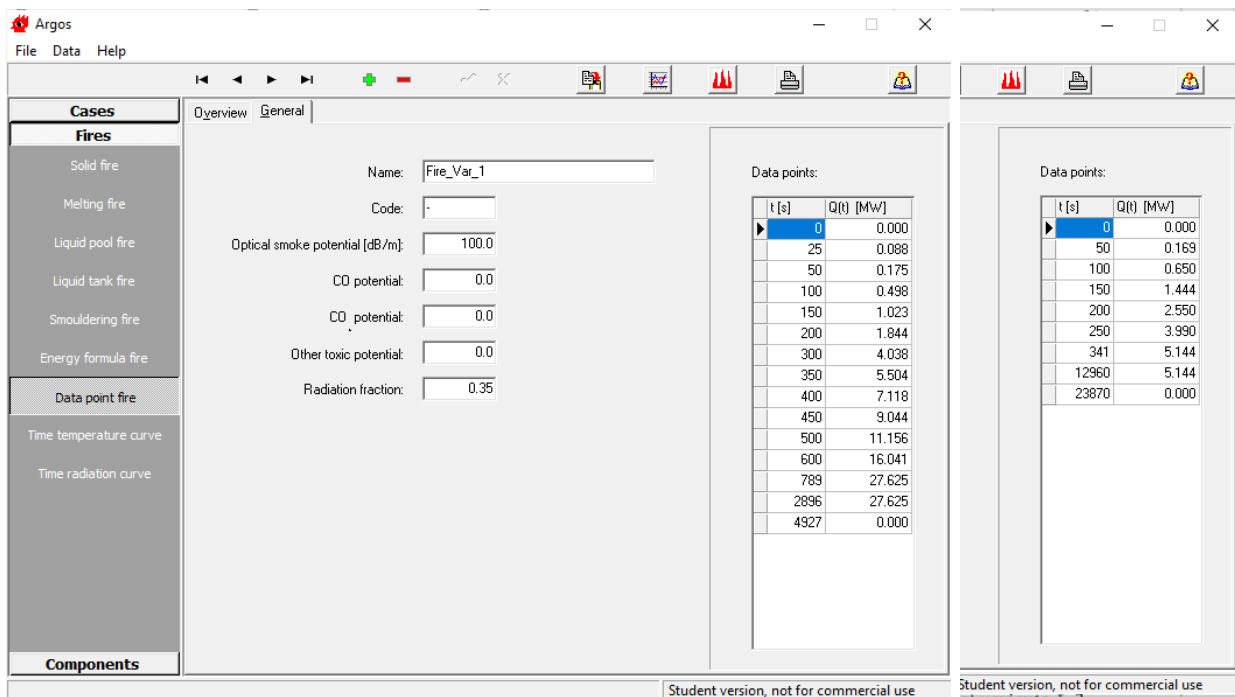 Argos
File Data Help
Cases
Fires
Solid fire
Melting fire
Liquid pool fire
Liquid tank fire
Smouldering fire
Energy formula fire
Data point fire
Time temperature curve
Time radiation curve
Components
Overview General
Name: Fire_Var_1
Code: -
Optical smoke potential [dB/m]: 100.0
CO potential: 0.0
CO potential: 0.0
Other toxic potential: 0.0
Radiation fraction: 0.35
Data points:
t [s] Q(t) [MW]
0 0.000
25 0.088
50 0.175
100 0.498
150 1.023
200 1.844
300 4.038
350 5.504
400 7.118
450 9.044
500 11.156
600 16.041
789 27.625
2896 27.625
4927 0.000
Student version, not for commercial use
Data points:
t [s] Q(t) [MW]
0 0.000
50 0.169
100 0.650
150 1.444
200 2.550
250 3.990
341 5.144
12960 5.144
23870 0.000
Student version, not for commercial use